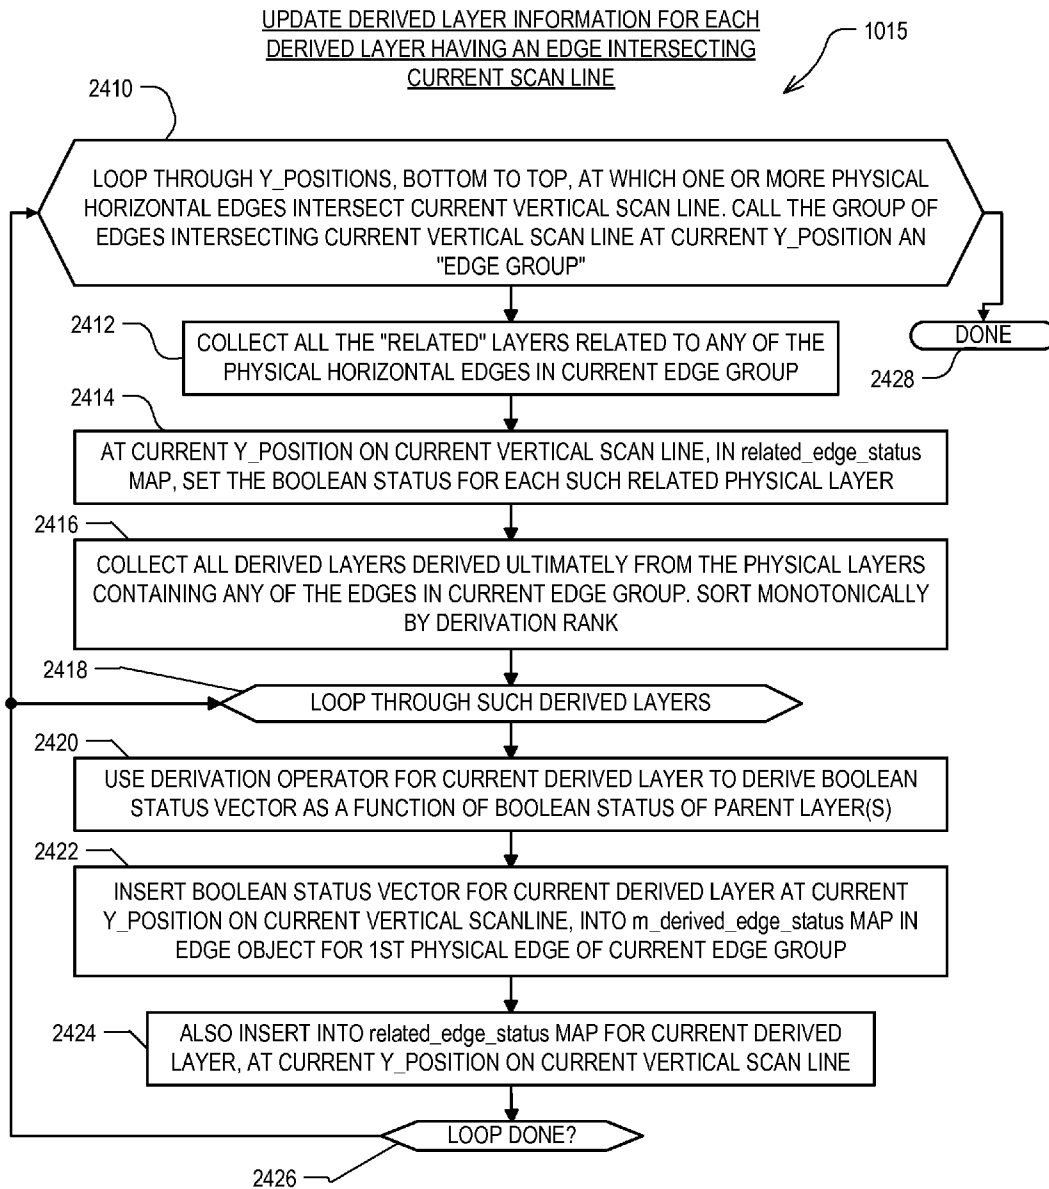 UPDATE DERIVED LAYER INFORMATION FOR EACH
DERIVED LAYER HAVING AN EDGE INTERSECTING
CURRENT SCAN LINE
1015
2410
LOOP THROUGH Y_POSITIONS, BOTTOM TO TOP, AT WHICH ONE OR MORE PHYSICAL
HORIZONTAL EDGES INTERSECT CURRENT VERTICAL SCAN LINE. CALL THE GROUP OF
EDGES INTERSECTING CURRENT VERTICAL SCAN LINE AT CURRENT Y_POSITION AN
"EDGE GROUP"
2412
COLLECT ALL THE "RELATED" LAYERS RELATED TO ANY OF THE
PHYSICAL HORIZONTAL EDGES IN CURRENT EDGE GROUP
DONE
2428
2414
AT CURRENT Y_POSITION ON CURRENT VERTICAL SCAN LINE, IN related_edge_status
MAP, SET THE BOOLEAN STATUS FOR EACH SUCH RELATED PHYSICAL LAYER
2416
COLLECT ALL DERIVED LAYERS DERIVED ULTIMATELY FROM THE PHYSICAL LAYERS
CONTAINING ANY OF THE EDGES IN CURRENT EDGE GROUP. SORT MONOTONICALLY
BY DERIVATION RANK
2418
LOOP THROUGH SUCH DERIVED LAYERS
2420
USE DERIVATION OPERATOR FOR CURRENT DERIVED LAYER TO DERIVE BOOLEAN
STATUS VECTOR AS A FUNCTION OF BOOLEAN STATUS OF PARENT LAYER(S)
2422
INSERT BOOLEAN STATUS VECTOR FOR CURRENT DERIVED LAYER AT CURRENT
Y_POSITION ON CURRENT VERTICAL SCANLINE, INTO m_derived_edge_status MAP IN
EDGE OBJECT FOR 1ST PHYSICAL EDGE OF CURRENT EDGE GROUP
2424
ALSO INSERT INTO related_edge_status MAP FOR CURRENT DERIVED
LAYER, AT CURRENT Y_POSITION ON CURRENT VERTICAL SCAN LINE
LOOP DONE?
2426